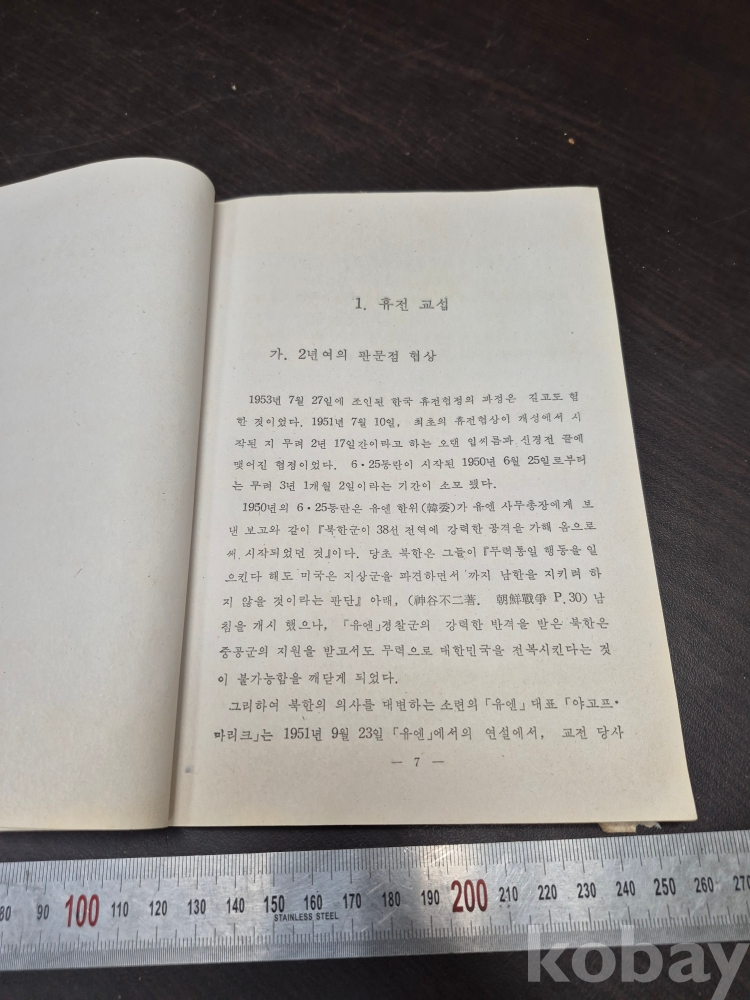 1. 휴전 교섭
가. 2년여의 판문점 협상
1953년 7월 27일에 조인된 한국 휴전협정의 과정은 길고도 험
한 것이었다. 1951년 7월 10일, 최초의 휴전협상이 개성에서 시
작된 지 무려 2년 17일간이라고 하는 오랜 입씨름과 신경전 끝에
맺어진 협정이었다. 6·25동란이 시작된 1950년 6월 25일로부터
는 무려 3년 1개월 2일이라는 기간이 소모 됐다.
1950년의 6·25동란은 유엔 한위(韓委)가 유엔 사무총장에게 보
낸 보고와 같이 『북한군이 38선 전역에 강력한 공격을 가해 옴으로
써 시작되었던 것』이다. 당초 북한은 그들이 『무력통일 행동을 일
으킨다 해도 미국은 지상군을 파견하면서 까지 남한을 지키려 하
지 않을 것이라는 판단』 아래, (神谷不二著. 朝鮮戰爭 P.30) 남
침을 개시 했으나, 「유엔」경찰군의 강력한 반격을 받은 북한은
중공군의 지원을 받고서도 무력으로 대한민국을 전복시킨다는 것
이 불가능함을 깨닫게 되었다.
그리하여 북한의 의사를 대변하는 소련의 「유엔」 대표 「야고프·
마리크」는 1951년 9월 23일 「유엔」에서의 연설에서, 교전 당사
— 7 —
80 90 100 110 120 130 140 150 160 170 180 190 200 210 220 230 240 250 260 270
STAINLESS STEEL
kobay